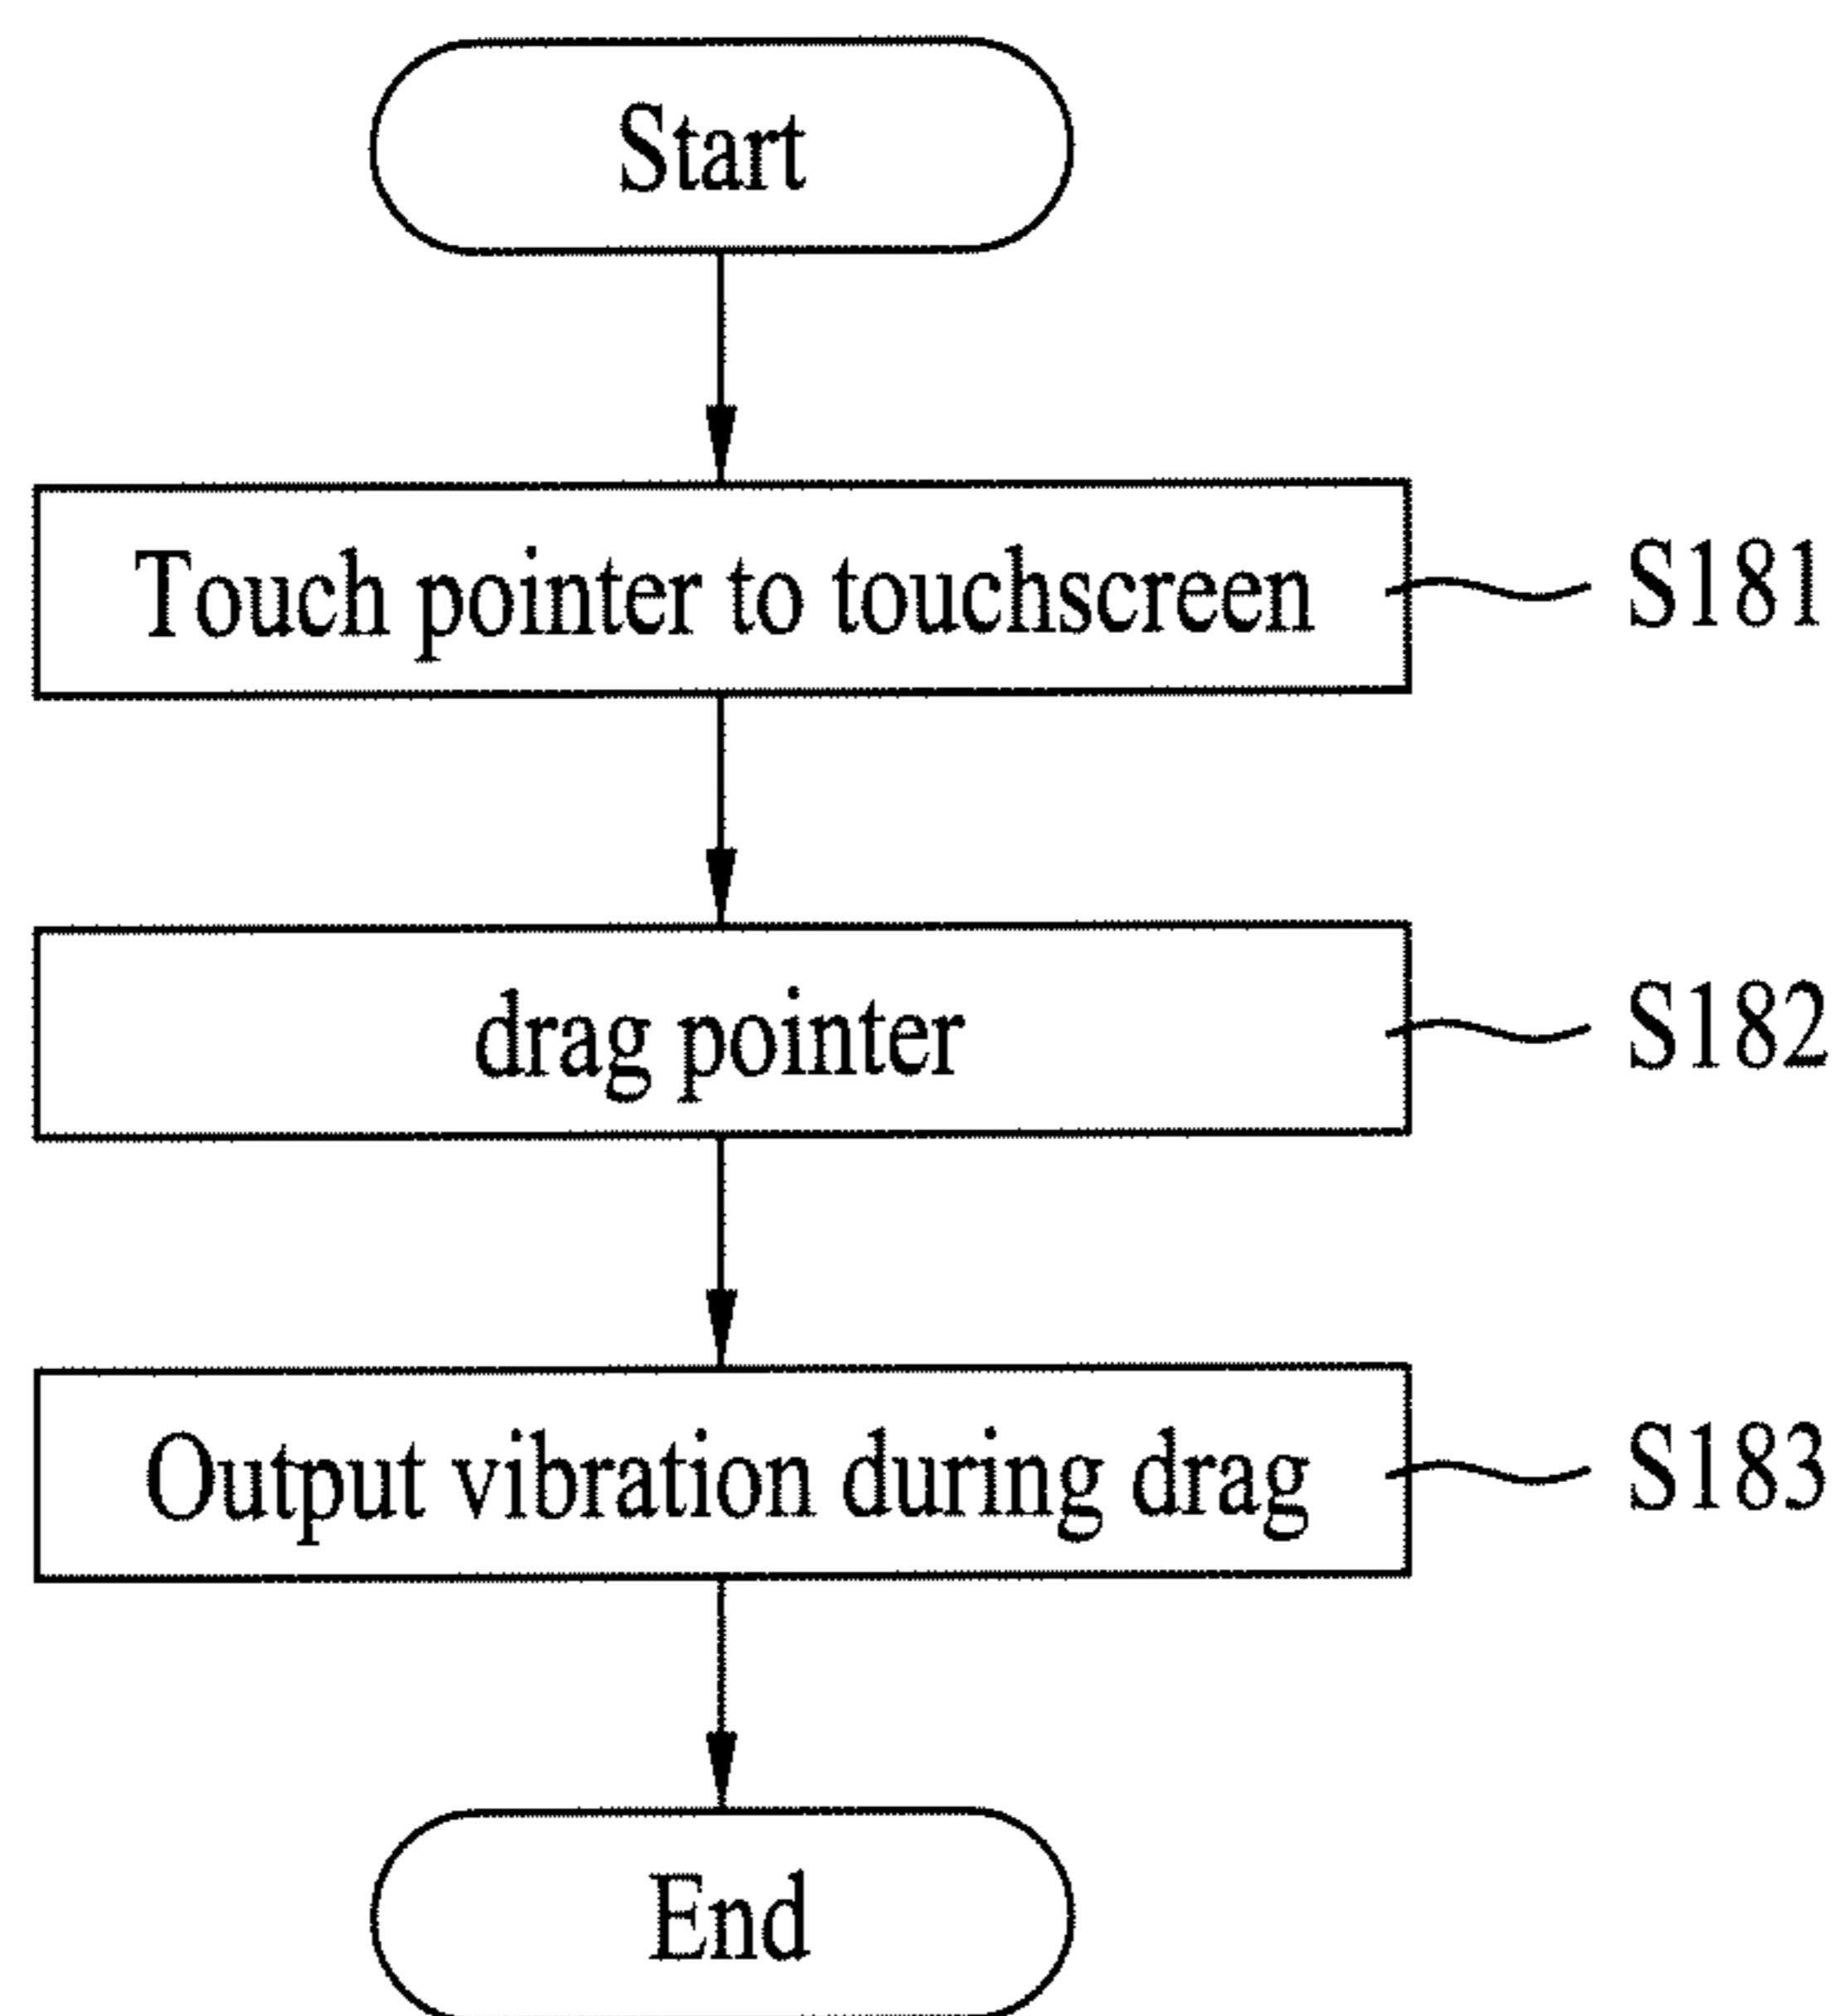 Start
Touch pointer to touchscreen S181
drag pointer S182
Output vibration during drag S183
End